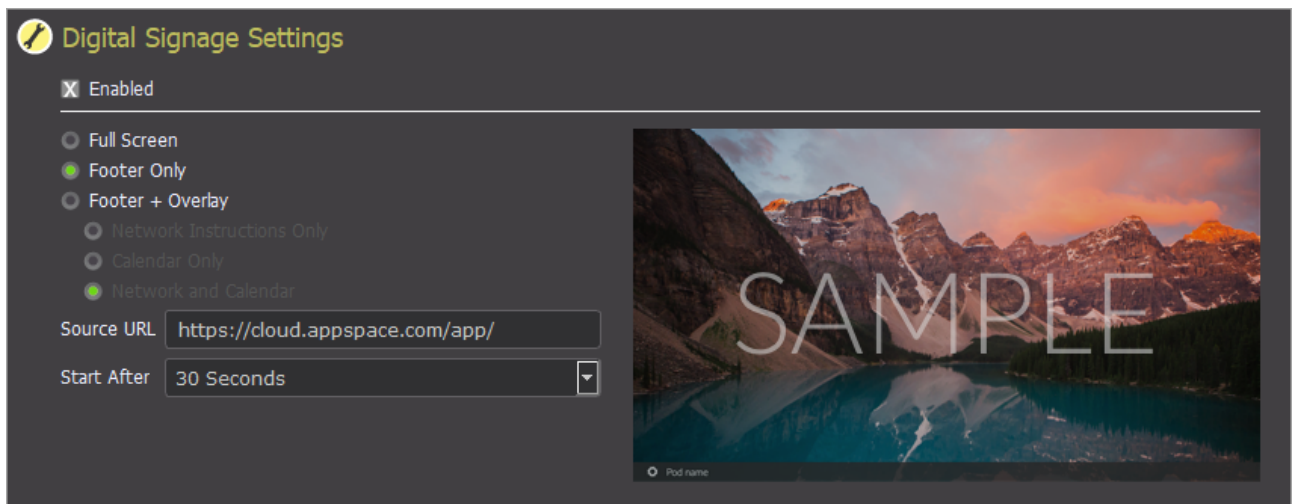 Digital Signage Settings
X Enabled
Full Screen
Footer Only
Footer + Overlay
Network Instructions Only
Calendar Only
Network and Calendar
Source URL https://cloud.appspace.com/app/
Start After 30 Seconds
SAMPLE
Pod name